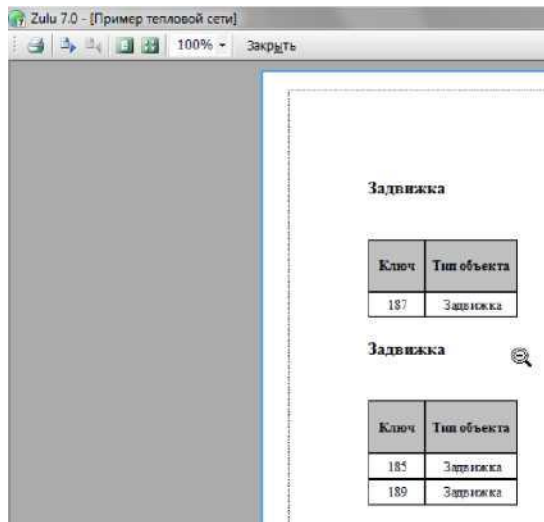 Zulu 7.0 - [Пример тепловой сети]
100% Закрыть
Задвижка
Ключ Тип объекта
187 Задвижка
Задвижка
Ключ Тип объекта
185 Задвижка
189 Задвижка